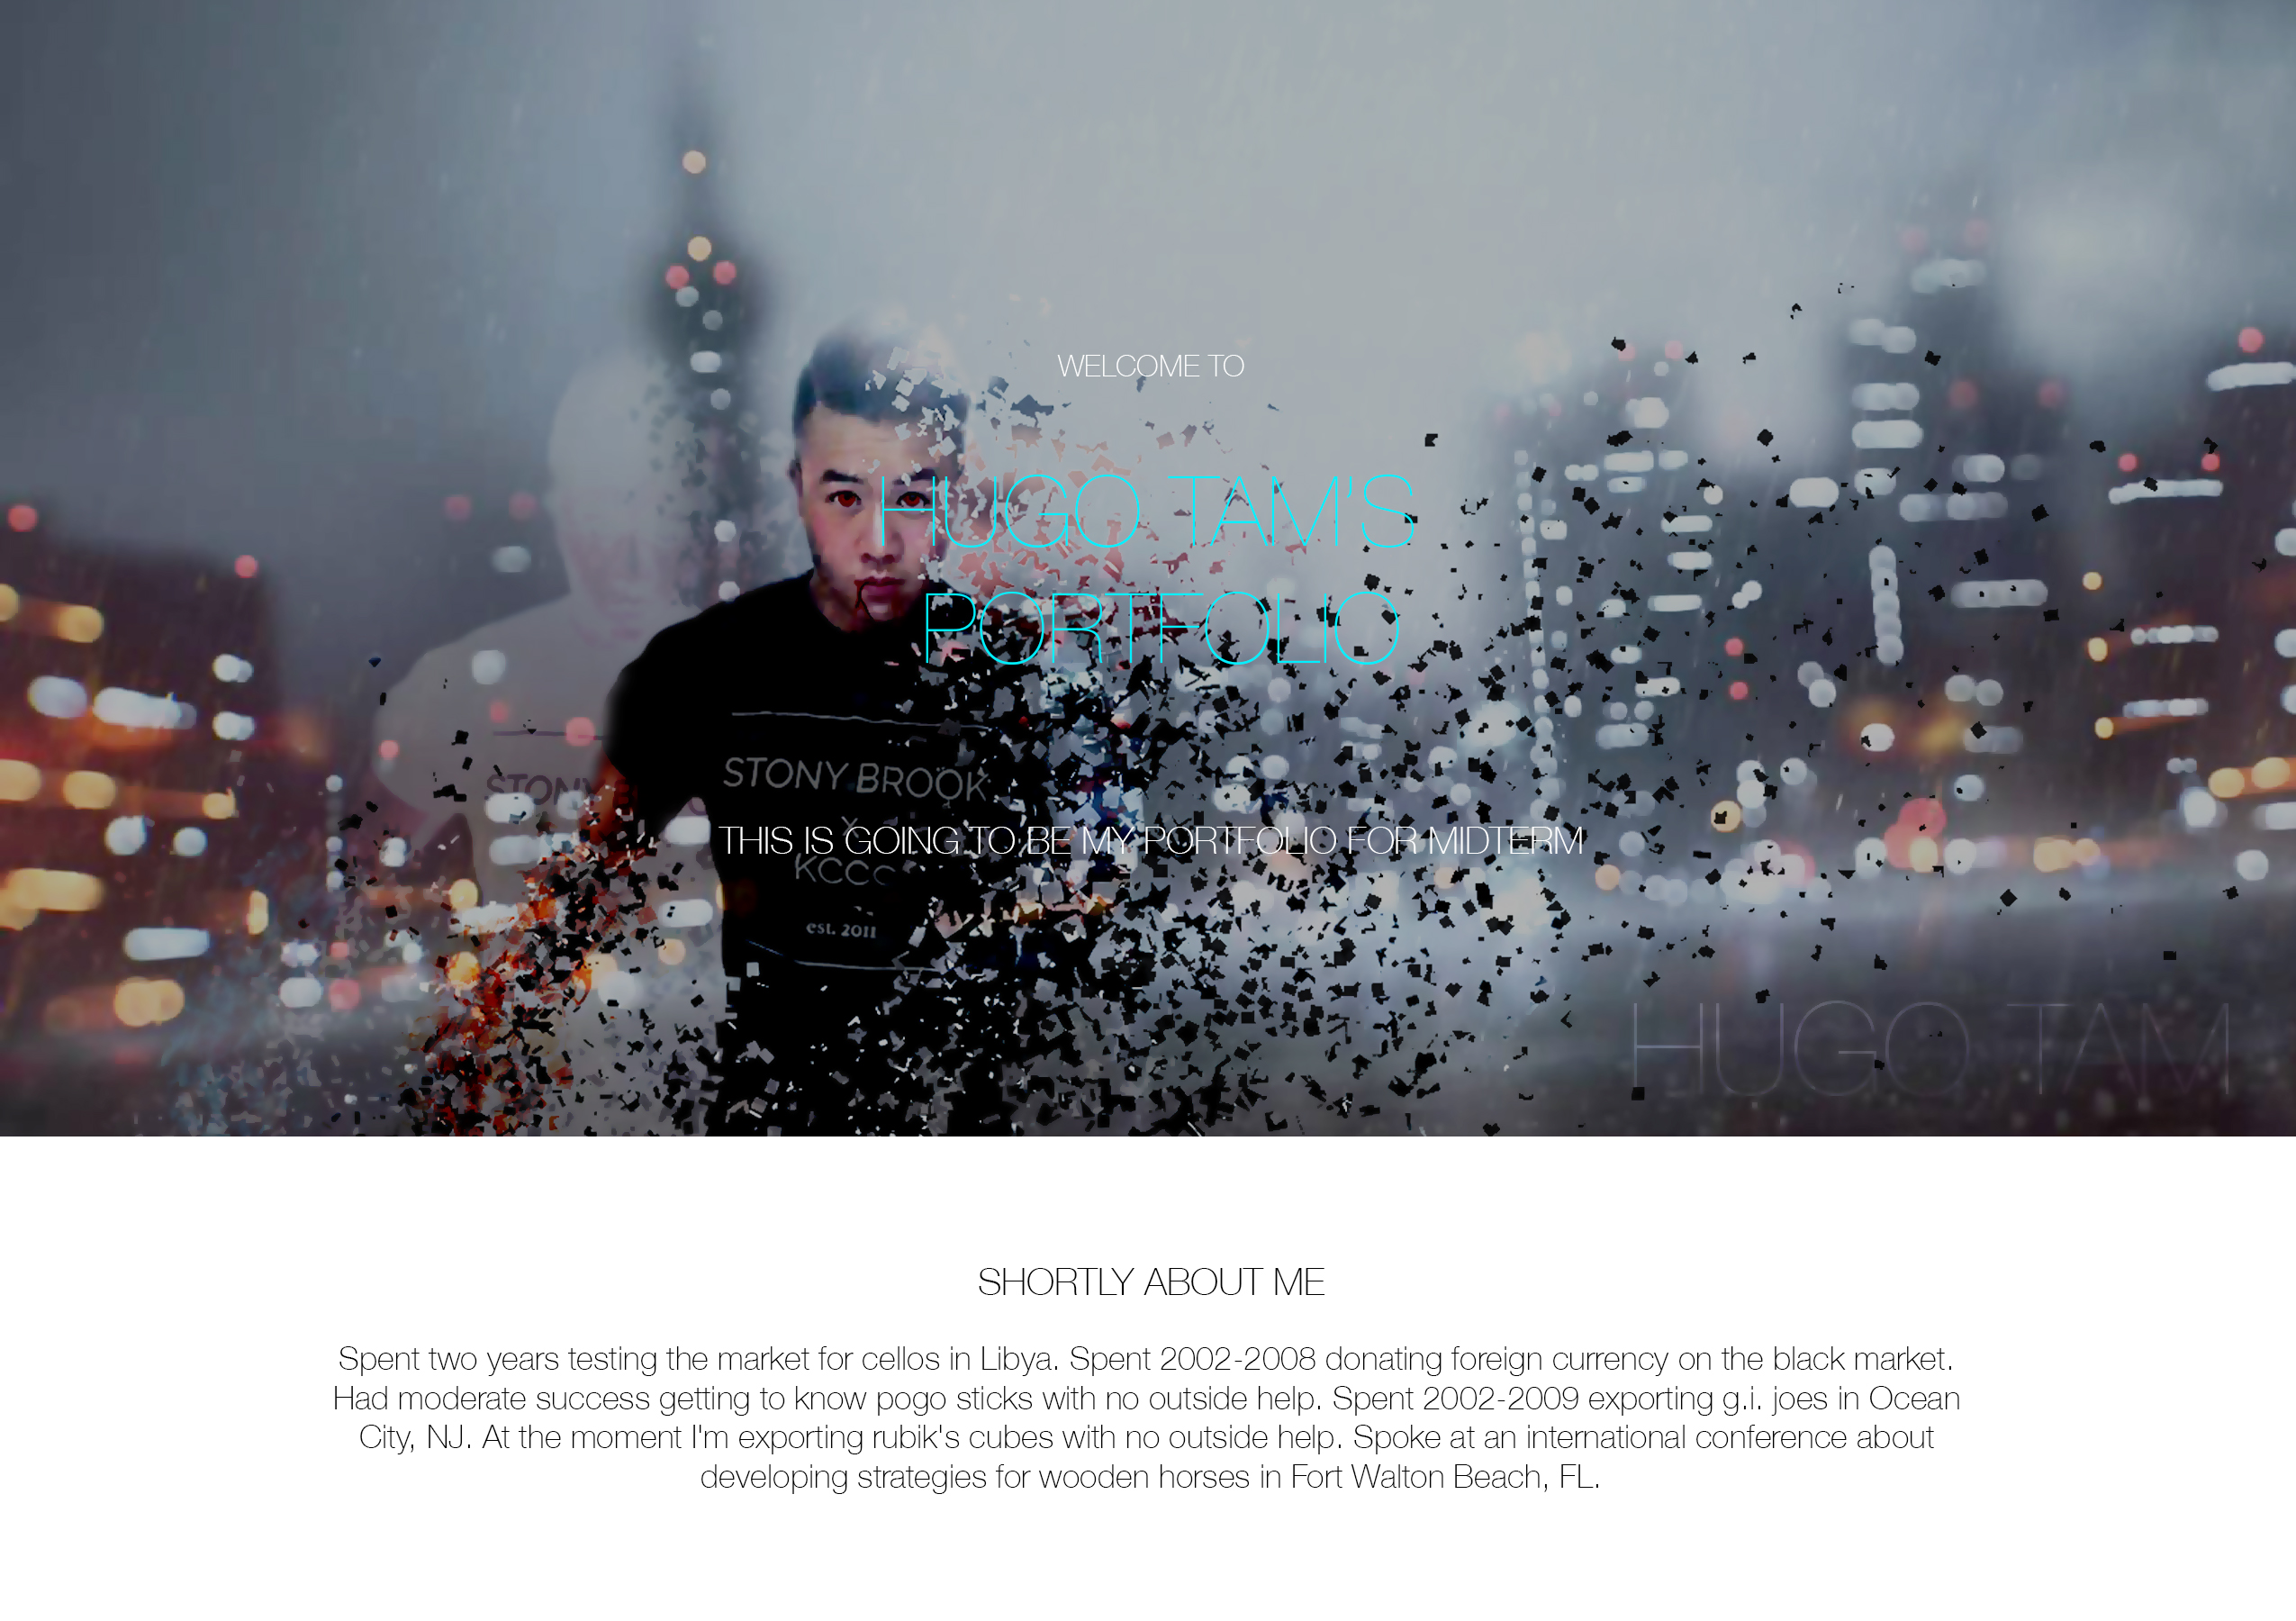 WELCOME TO
HUGO TAM'S
PORTFOLIO
STONY BROOK
STONY
X
THIS IS GOING TO BE MY PORTFOLIO FOR MIDTERM
est. 2011
HUGO TAM
SHORTLY ABOUT ME
Spent two years testing the market for cellos in Libya. Spent 2002-2008 donating foreign currency on the black market.
Had moderate success getting to know pogo sticks with no outside help. Spent 2002-2009 exporting g.i. joes in Ocean
City, NJ. At the moment I'm exporting rubik's cubes with no outside help. Spoke at an international conference about
developing strategies for wooden horses in Fort Walton Beach, FL.